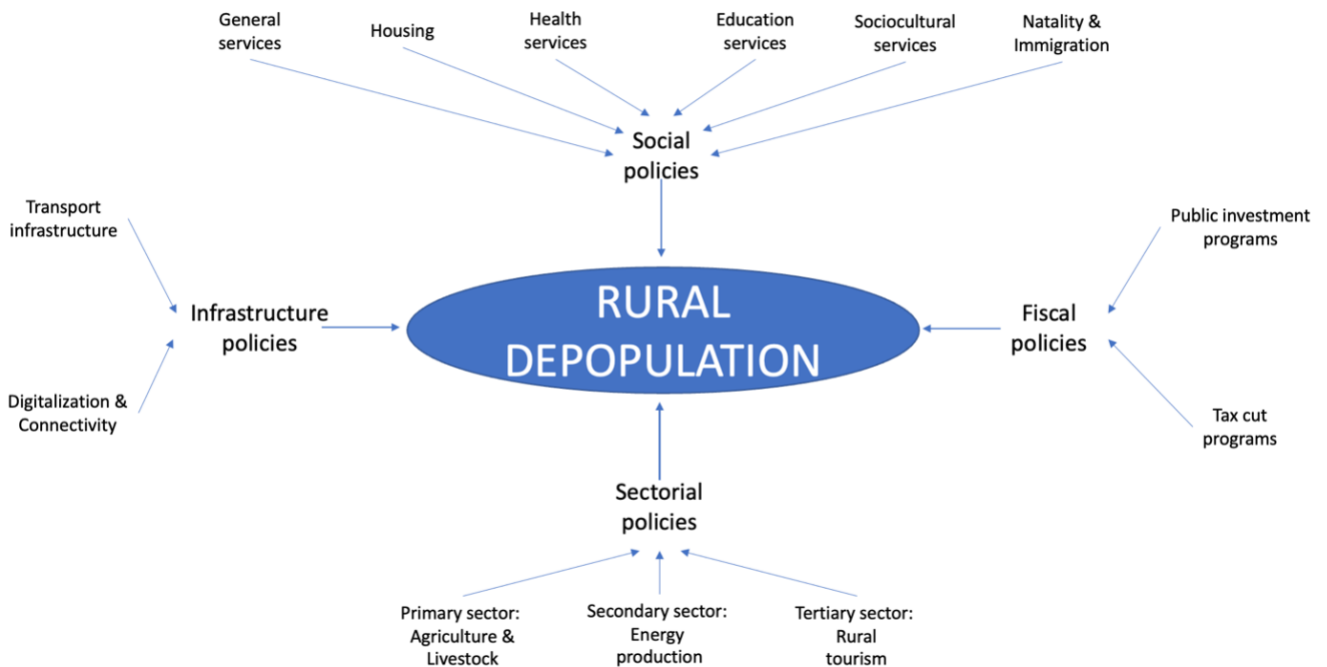 General
services
Housing
Health
services
Education
services
Sociocultural
services
Natality &
Immigration
Social
policies
Transport
infrastructure
Public investment
programs
Infrastructure
policies
RURAL
DEPOPULATION
Fiscal
policies
Digitalization &
Connectivity
Tax cut
programs
Sectorial
policies
Primary sector:
Agriculture &
Livestock
Secondary sector:
Energy
production
Tertiary sector:
Rural
tourism